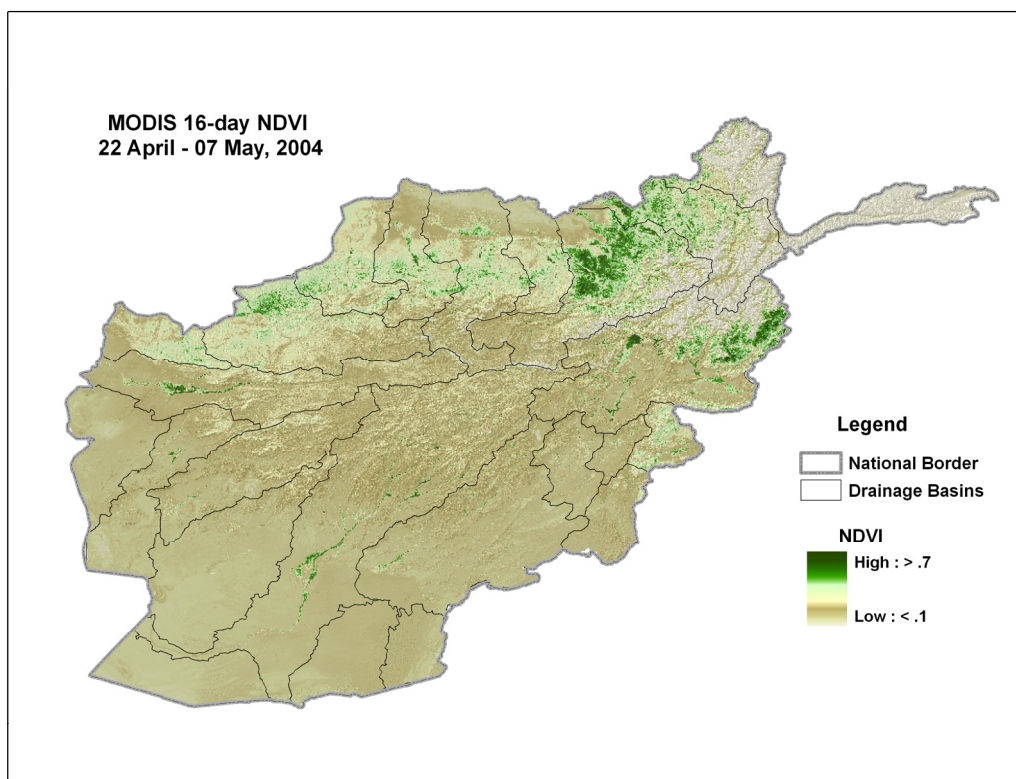 MODIS 16-day NDVI
22 April - 07 May, 2004
Legend
National Border
Drainage Basins
NDVI
High : > .7
Low : < .1